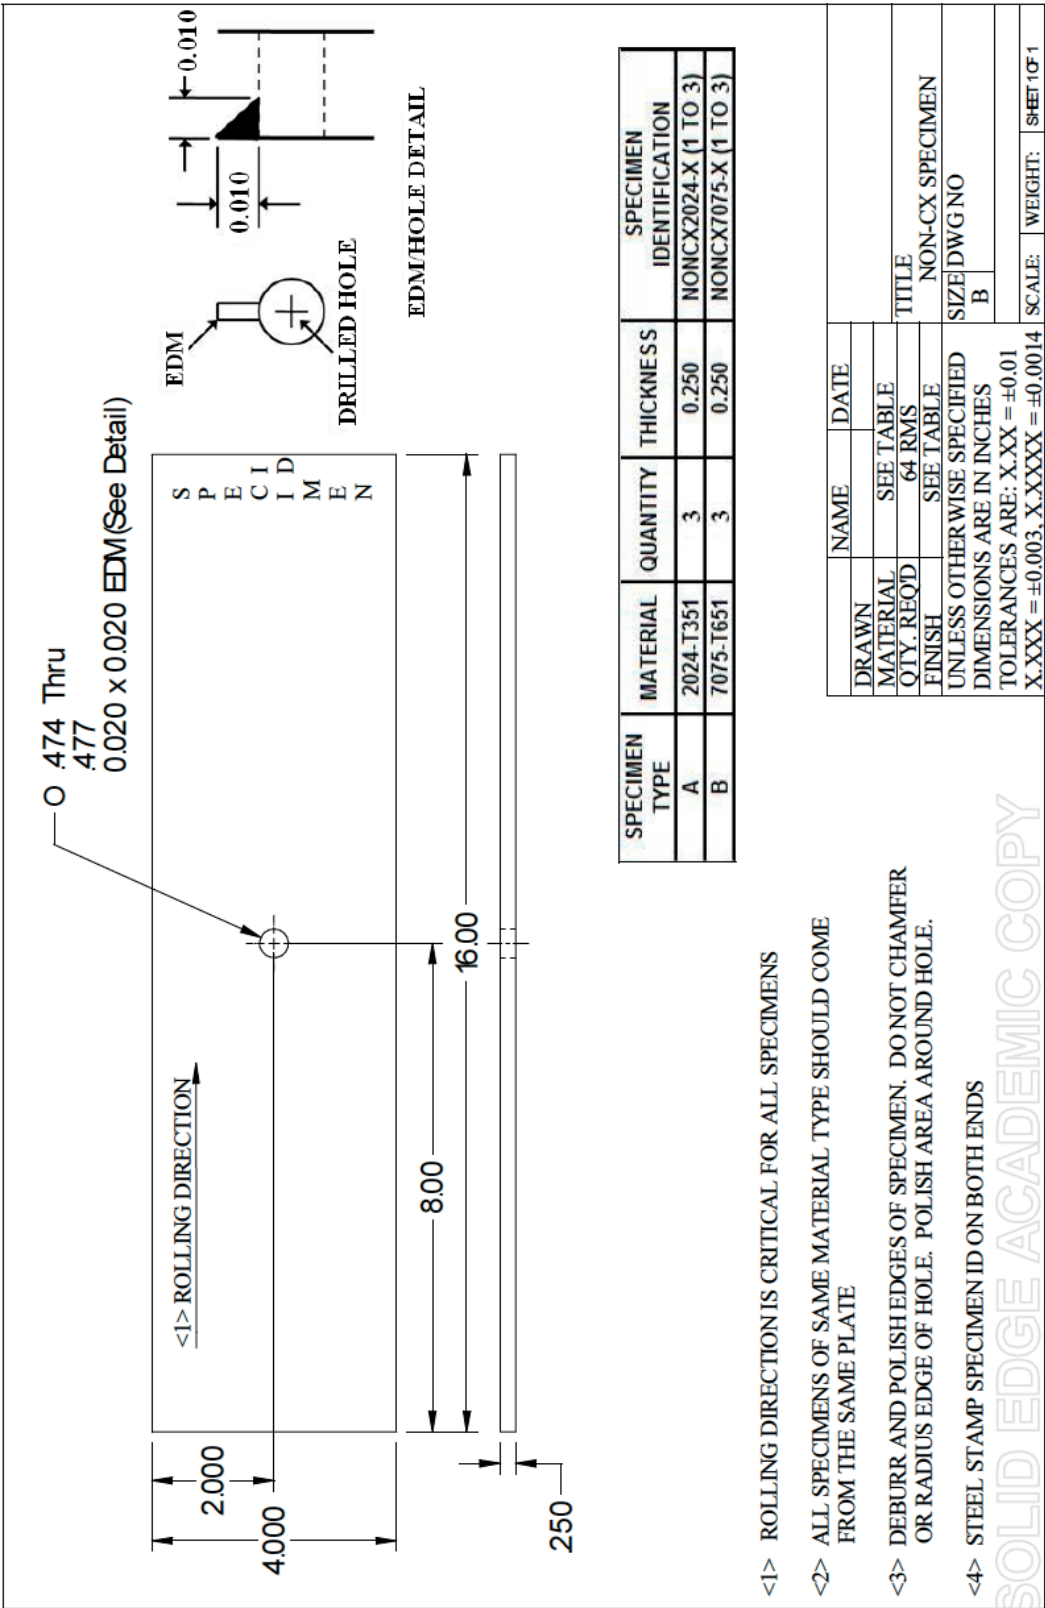 O .474 Thru
.477
0.020 x 0.020 EDM(See Detail)
<1> ROLLING DIRECTION
SPECIMEN
ID
2.000
4.000
8.00
16.00
.250
EDM
DRILLED HOLE
0.010
0.010
EDM/HOLE DETAIL
SPECIMEN TYPE MATERIAL QUANTITY THICKNESS SPECIMEN IDENTIFICATION
A 2024-T351 3 0.250 NONCX2024-X (1 TO 3)
B 7075-T651 3 0.250 NONCX7075-X (1 TO 3)
<1> ROLLING DIRECTION IS CRITICAL FOR ALL SPECIMENS
<2> ALL SPECIMENS OF SAME MATERIAL TYPE SHOULD COME
FROM THE SAME PLATE
<3> DEBURR AND POLISH EDGES OF SPECIMEN. DO NOT CHAMFER
OR RADIUS EDGE OF HOLE. POLISH AREA AROUND HOLE.
<4> STEEL STAMP SPECIMEN ID ON BOTH ENDS
SOLID EDGE ACADEMIC COPY
NAME DATE
DRAWN
MATERIAL SEE TABLE
QTY. REQ'D 64 RMS
FINISH SEE TABLE
UNLESS OTHERWISE SPECIFIED
DIMENSIONS ARE IN INCHES
TOLERANCES ARE: X.XX = ±0.01
X.XXX = ±0.003, X.XXXX = ±0.0014
TITLE
NON-CX SPECIMEN
SIZE DWG NO
B
SCALE: WEIGHT: SHEET 1 OF 1